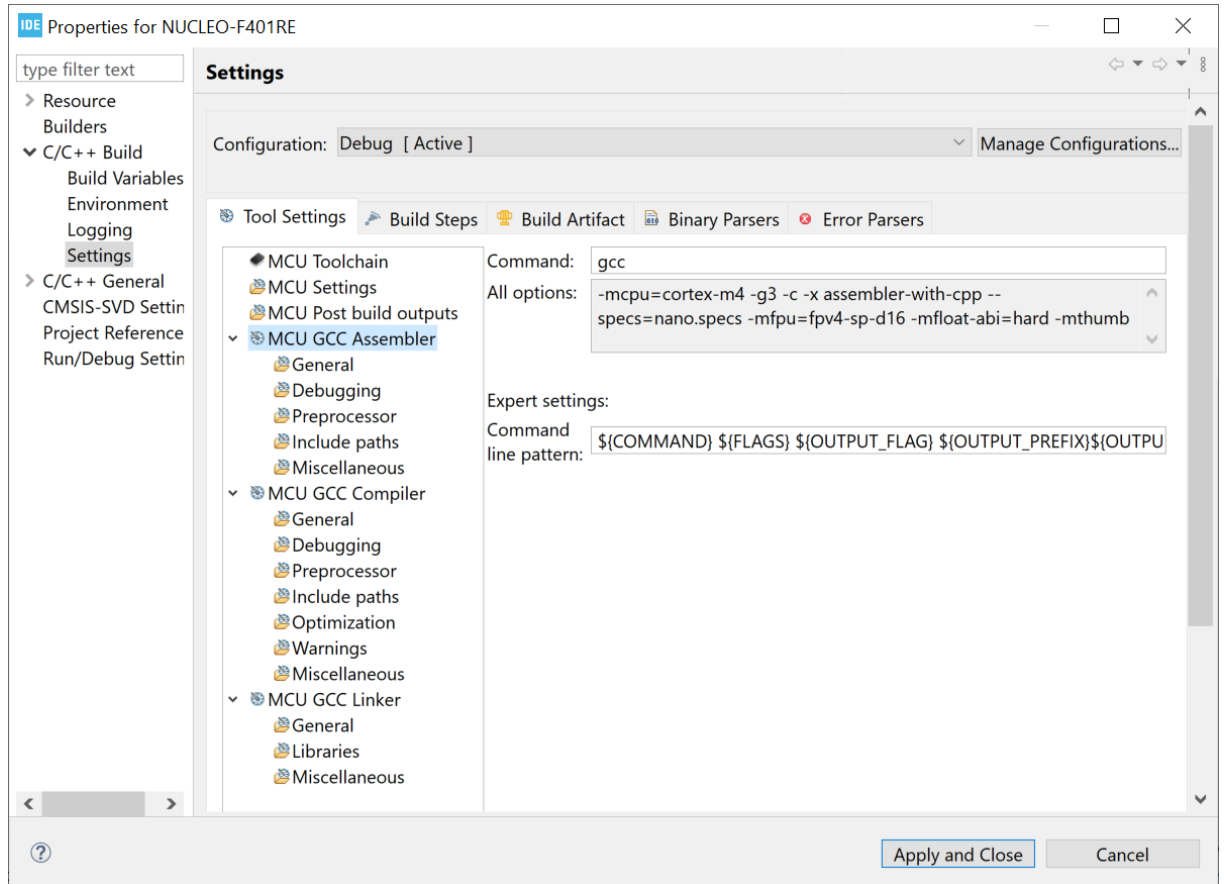 IDE Properties for NUCLEO-F401RE
type filter text
Resource
Builders
C/C++ Build
Build Variables
Environment
Logging
Settings
C/C++ General
CMSIS-SVD Settin
Project Reference
Run/Debug Settin
Settings
Configuration: Debug [ Active ] Manage Configurations...
Tool Settings Build Steps Build Artifact 010 Binary Parsers Error Parsers
MCU Toolchain
MCU Settings
MCU Post build outputs
MCU GCC Assembler
General
Debugging
Preprocessor
Include paths
Miscellaneous
MCU GCC Compiler
General
Debugging
Preprocessor
Include paths
Optimization
Warnings
Miscellaneous
MCU GCC Linker
General
Libraries
Miscellaneous
Command: gcc
All options: -mcpu=cortex-m4 -g3 -c -x assembler-with-cpp --
specs=nano.specs -mfpu=fpv4-sp-d16 -mfloat-abi=hard -mthumb
Expert settings:
Command
line pattern: ${COMMAND} ${FLAGS} ${OUTPUT_FLAG} ${OUTPUT_PREFIX}${OUTPU
? Apply and Close Cancel